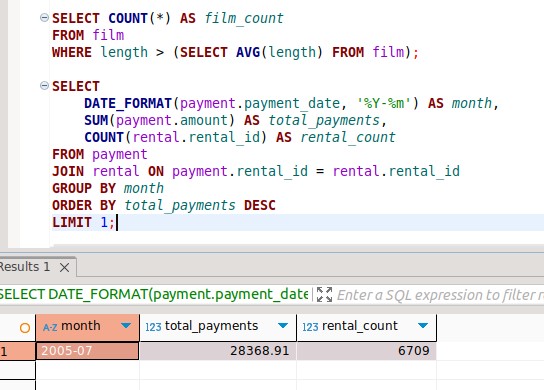 SELECT COUNT(*) AS film_count
FROM film
WHERE length > (SELECT AVG(length) FROM film);
SELECT
DATE_FORMAT(payment.payment_date, '%Y-%m') AS month,
SUM(payment.amount) AS total_payments,
COUNT(rental.rental_id) AS rental_count
FROM payment
JOIN rental ON payment.rental_id = rental.rental_id
GROUP BY month
ORDER BY total_payments DESC
LIMIT 1;
Results 1
SELECT DATE_FORMAT(payment.payment_date Enter a SQL expression to filter r
A-Z month 123 total_payments 123 rental_count
1 2005-07 28368.91 6709